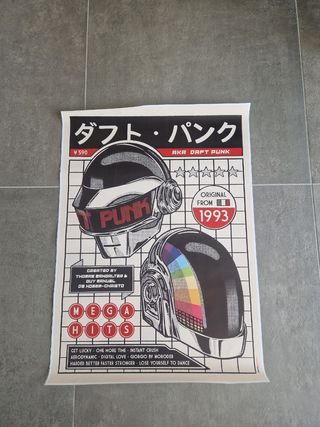 ダフト・パンク
¥590
AKA DAFT PUNK
ORIGINAL
FROM
1993
PUNK
CREATED BY
THOMAS BANGALTER &
GUY MANUEL
DE HOMEM-CHRISTO
MEGA
HITS
GET LUCKY · ONE MORE TIME · INSTANT CRUSH
AERODYNAMIC · DIGITAL LOVE · GIORGIO BY MORODER
HARDER BETTER FASTER STRONGER · LOSE YOURSELF TO DANCE